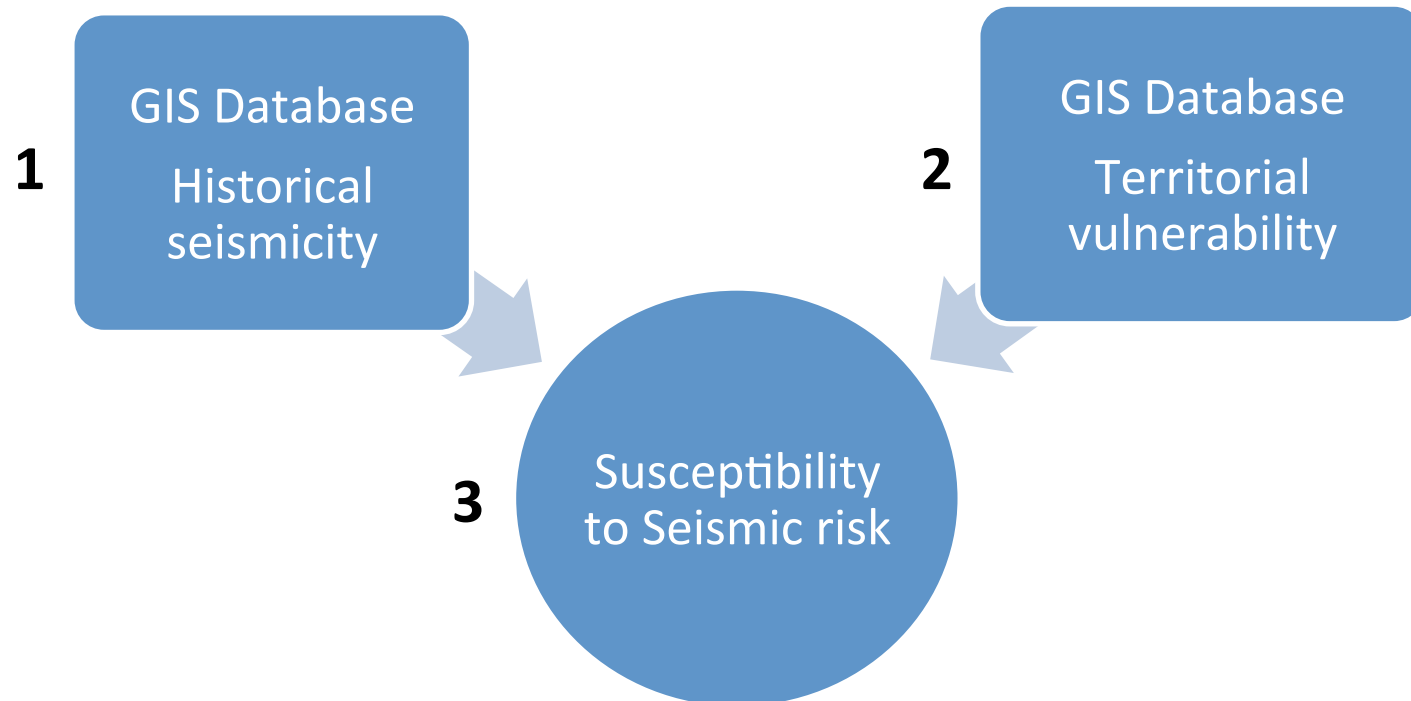 1
GIS Database
Historical
seismicity
2
GIS Database
Territorial
vulnerability
3
Susceptibility
to Seismic risk